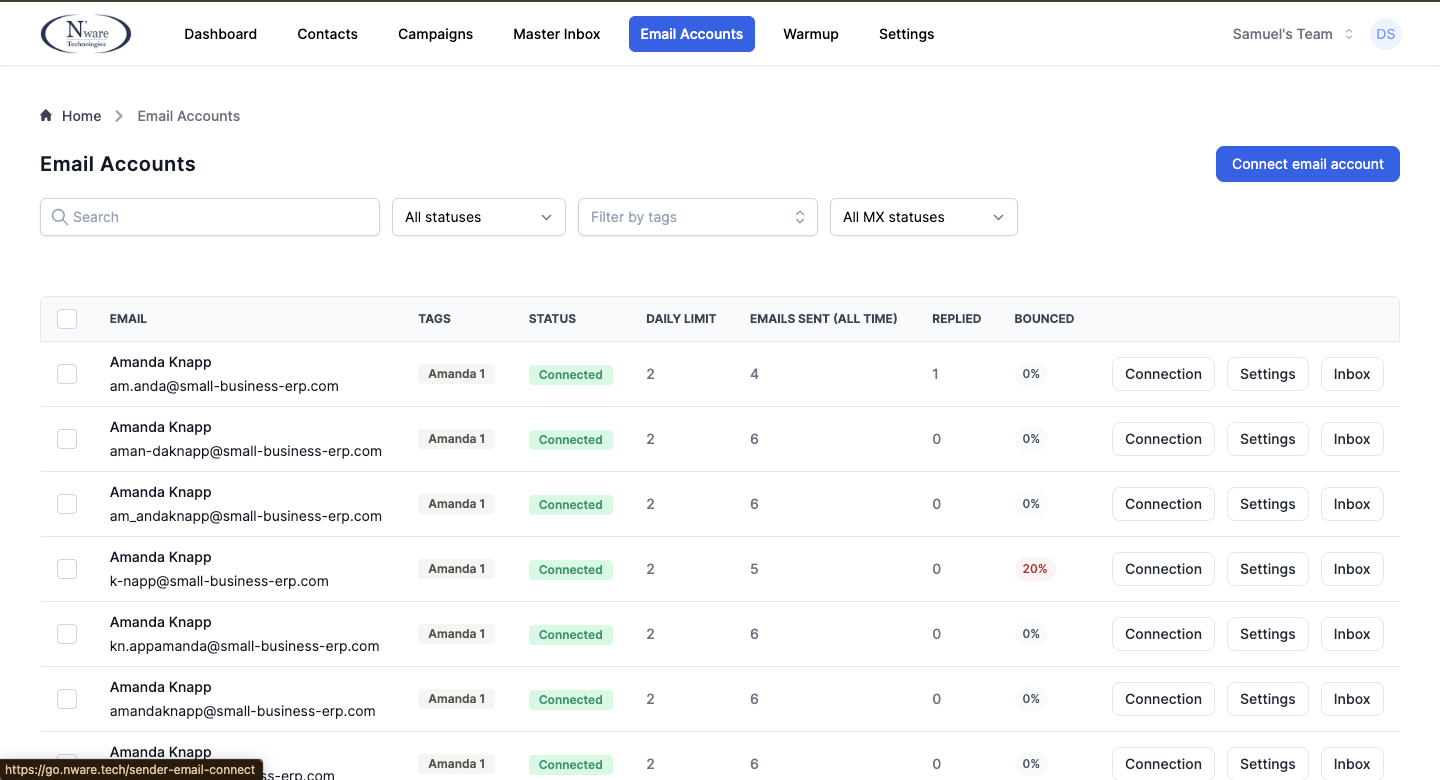 N'ware
Technologies
Dashboard Contacts Campaigns Master Inbox Email Accounts Warmup Settings Samuel's Team DS
Home Email Accounts
Email Accounts
Connect email account
Search All statuses Filter by tags All MX statuses
EMAIL TAGS STATUS DAILY LIMIT EMAILS SENT (ALL TIME) REPLIED BOUNCED
Amanda Knapp
am.anda@small-business-erp.com Amanda 1 Connected 2 4 1 0% Connection Settings Inbox
Amanda Knapp
aman-daknapp@small-business-erp.com Amanda 1 Connected 2 6 0 0% Connection Settings Inbox
Amanda Knapp
am_andaknapp@small-business-erp.com Amanda 1 Connected 2 6 0 0% Connection Settings Inbox
Amanda Knapp
k-napp@small-business-erp.com Amanda 1 Connected 2 5 0 20% Connection Settings Inbox
Amanda Knapp
kn.appamanda@small-business-erp.com Amanda 1 Connected 2 6 0 0% Connection Settings Inbox
Amanda Knapp
amandaknapp@small-business-erp.com Amanda 1 Connected 2 6 0 0% Connection Settings Inbox
Amanda Knapp
ss-erp.com Amanda 1 Connected 2 6 0 0% Connection Settings Inbox
https://go.nware.tech/sender-email-connect